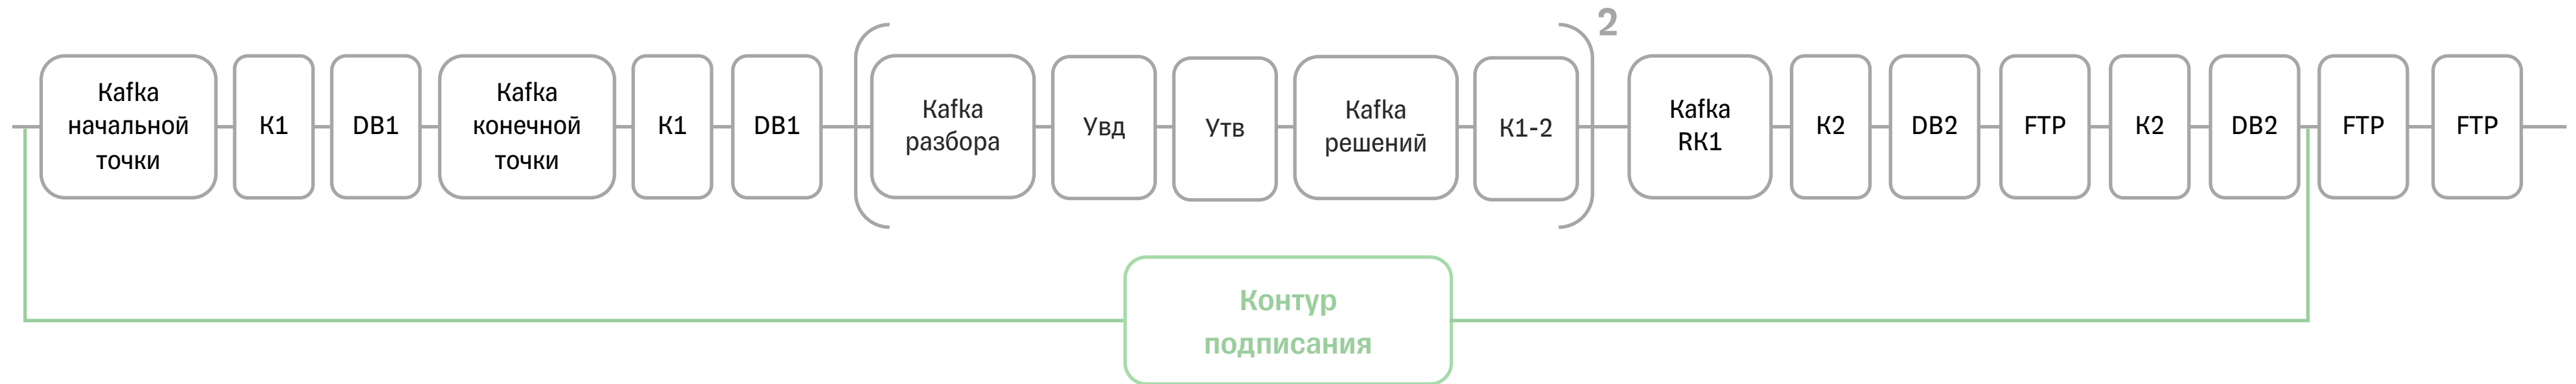 2
Kafka
начальной
точки
К1
DB1
Kafka
конечной
точки
К1
DB1
Kafka
разбора
Увд
Утв
Kafka
решений
К1-2
Kafka
RK1
К2
DB2
FTP
К2
DB2
FTP
FTP
Контур
подписания